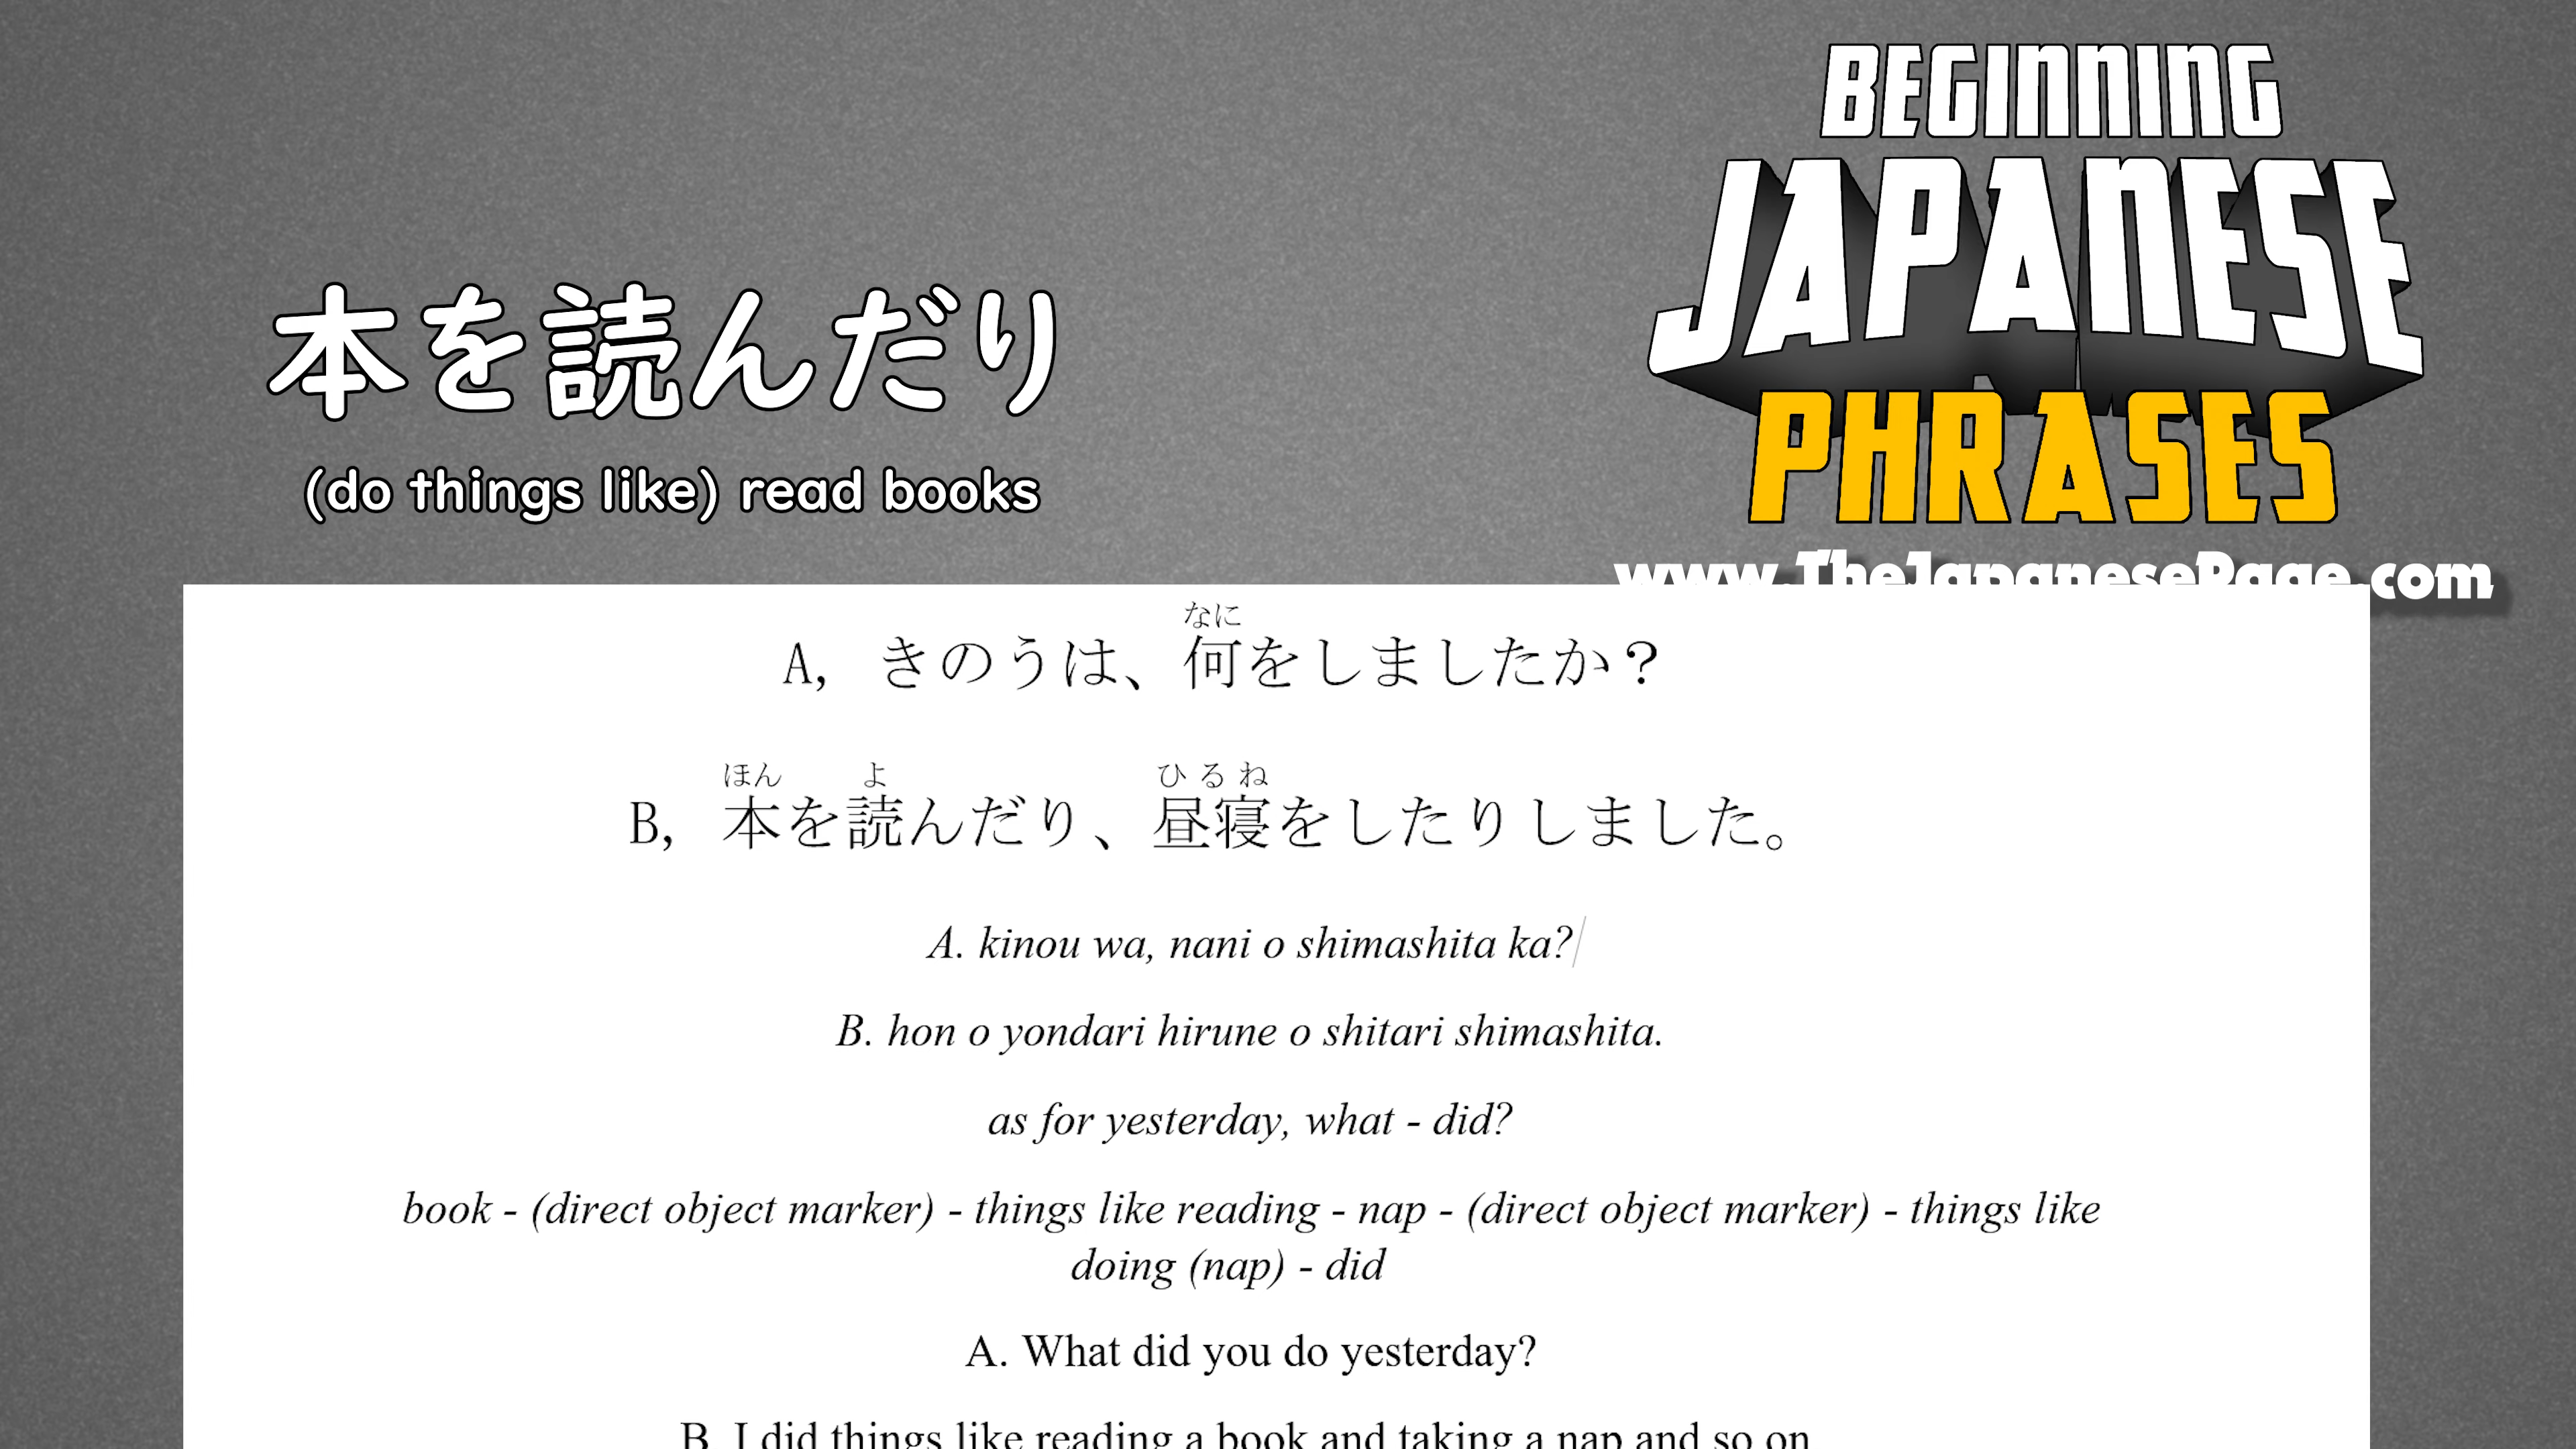 BEGINNING
JAPANESE
PHRASES
www.TheJapanesePage.com
本を読んだり
(do things like) read books
なに
A, きのうは、何をしましたか？
ほん よ ひるね
B, 本を読んだり、昼寝をしたりしました。
A. kinou wa, nani o shimashita ka?
B. hon o yondari hirune o shitari shimashita.
as for yesterday, what - did?
book - (direct object marker) - things like reading - nap - (direct object marker) - things like
doing (nap) - did
A. What did you do yesterday?
B. I did things like reading a book and taking a nap and so on